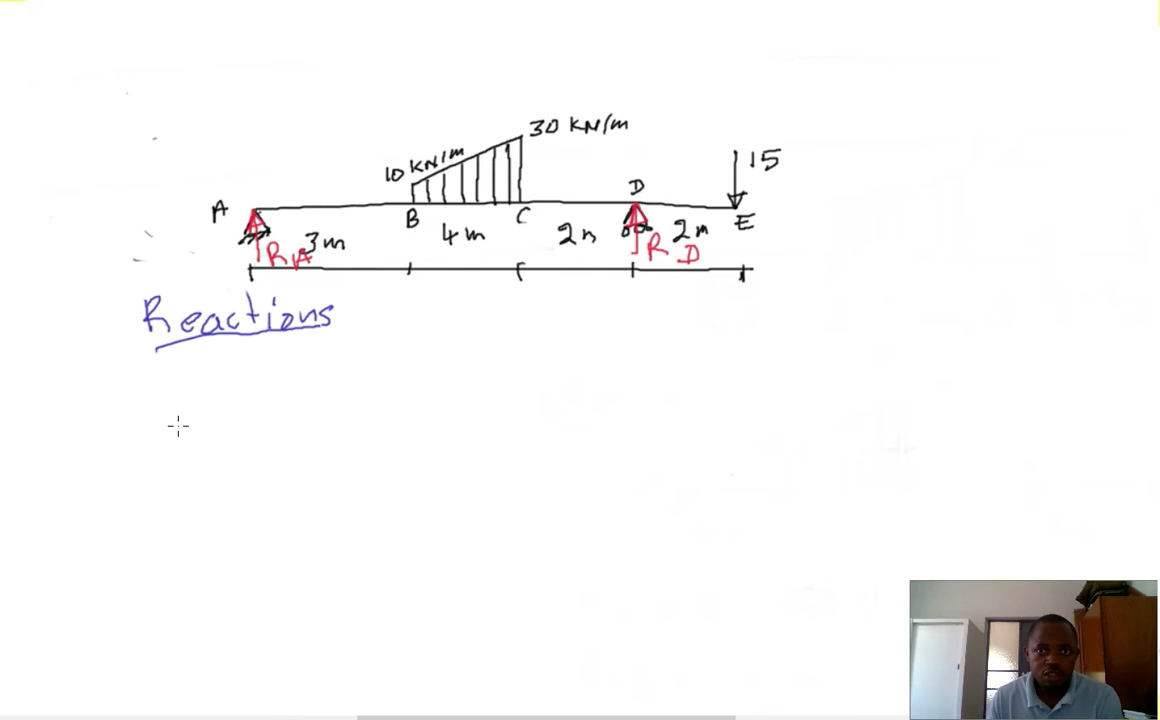 30 KN/m
10 KN/m
15
A B C D E
3m 4m 2m 2m
RA RD
Reactions